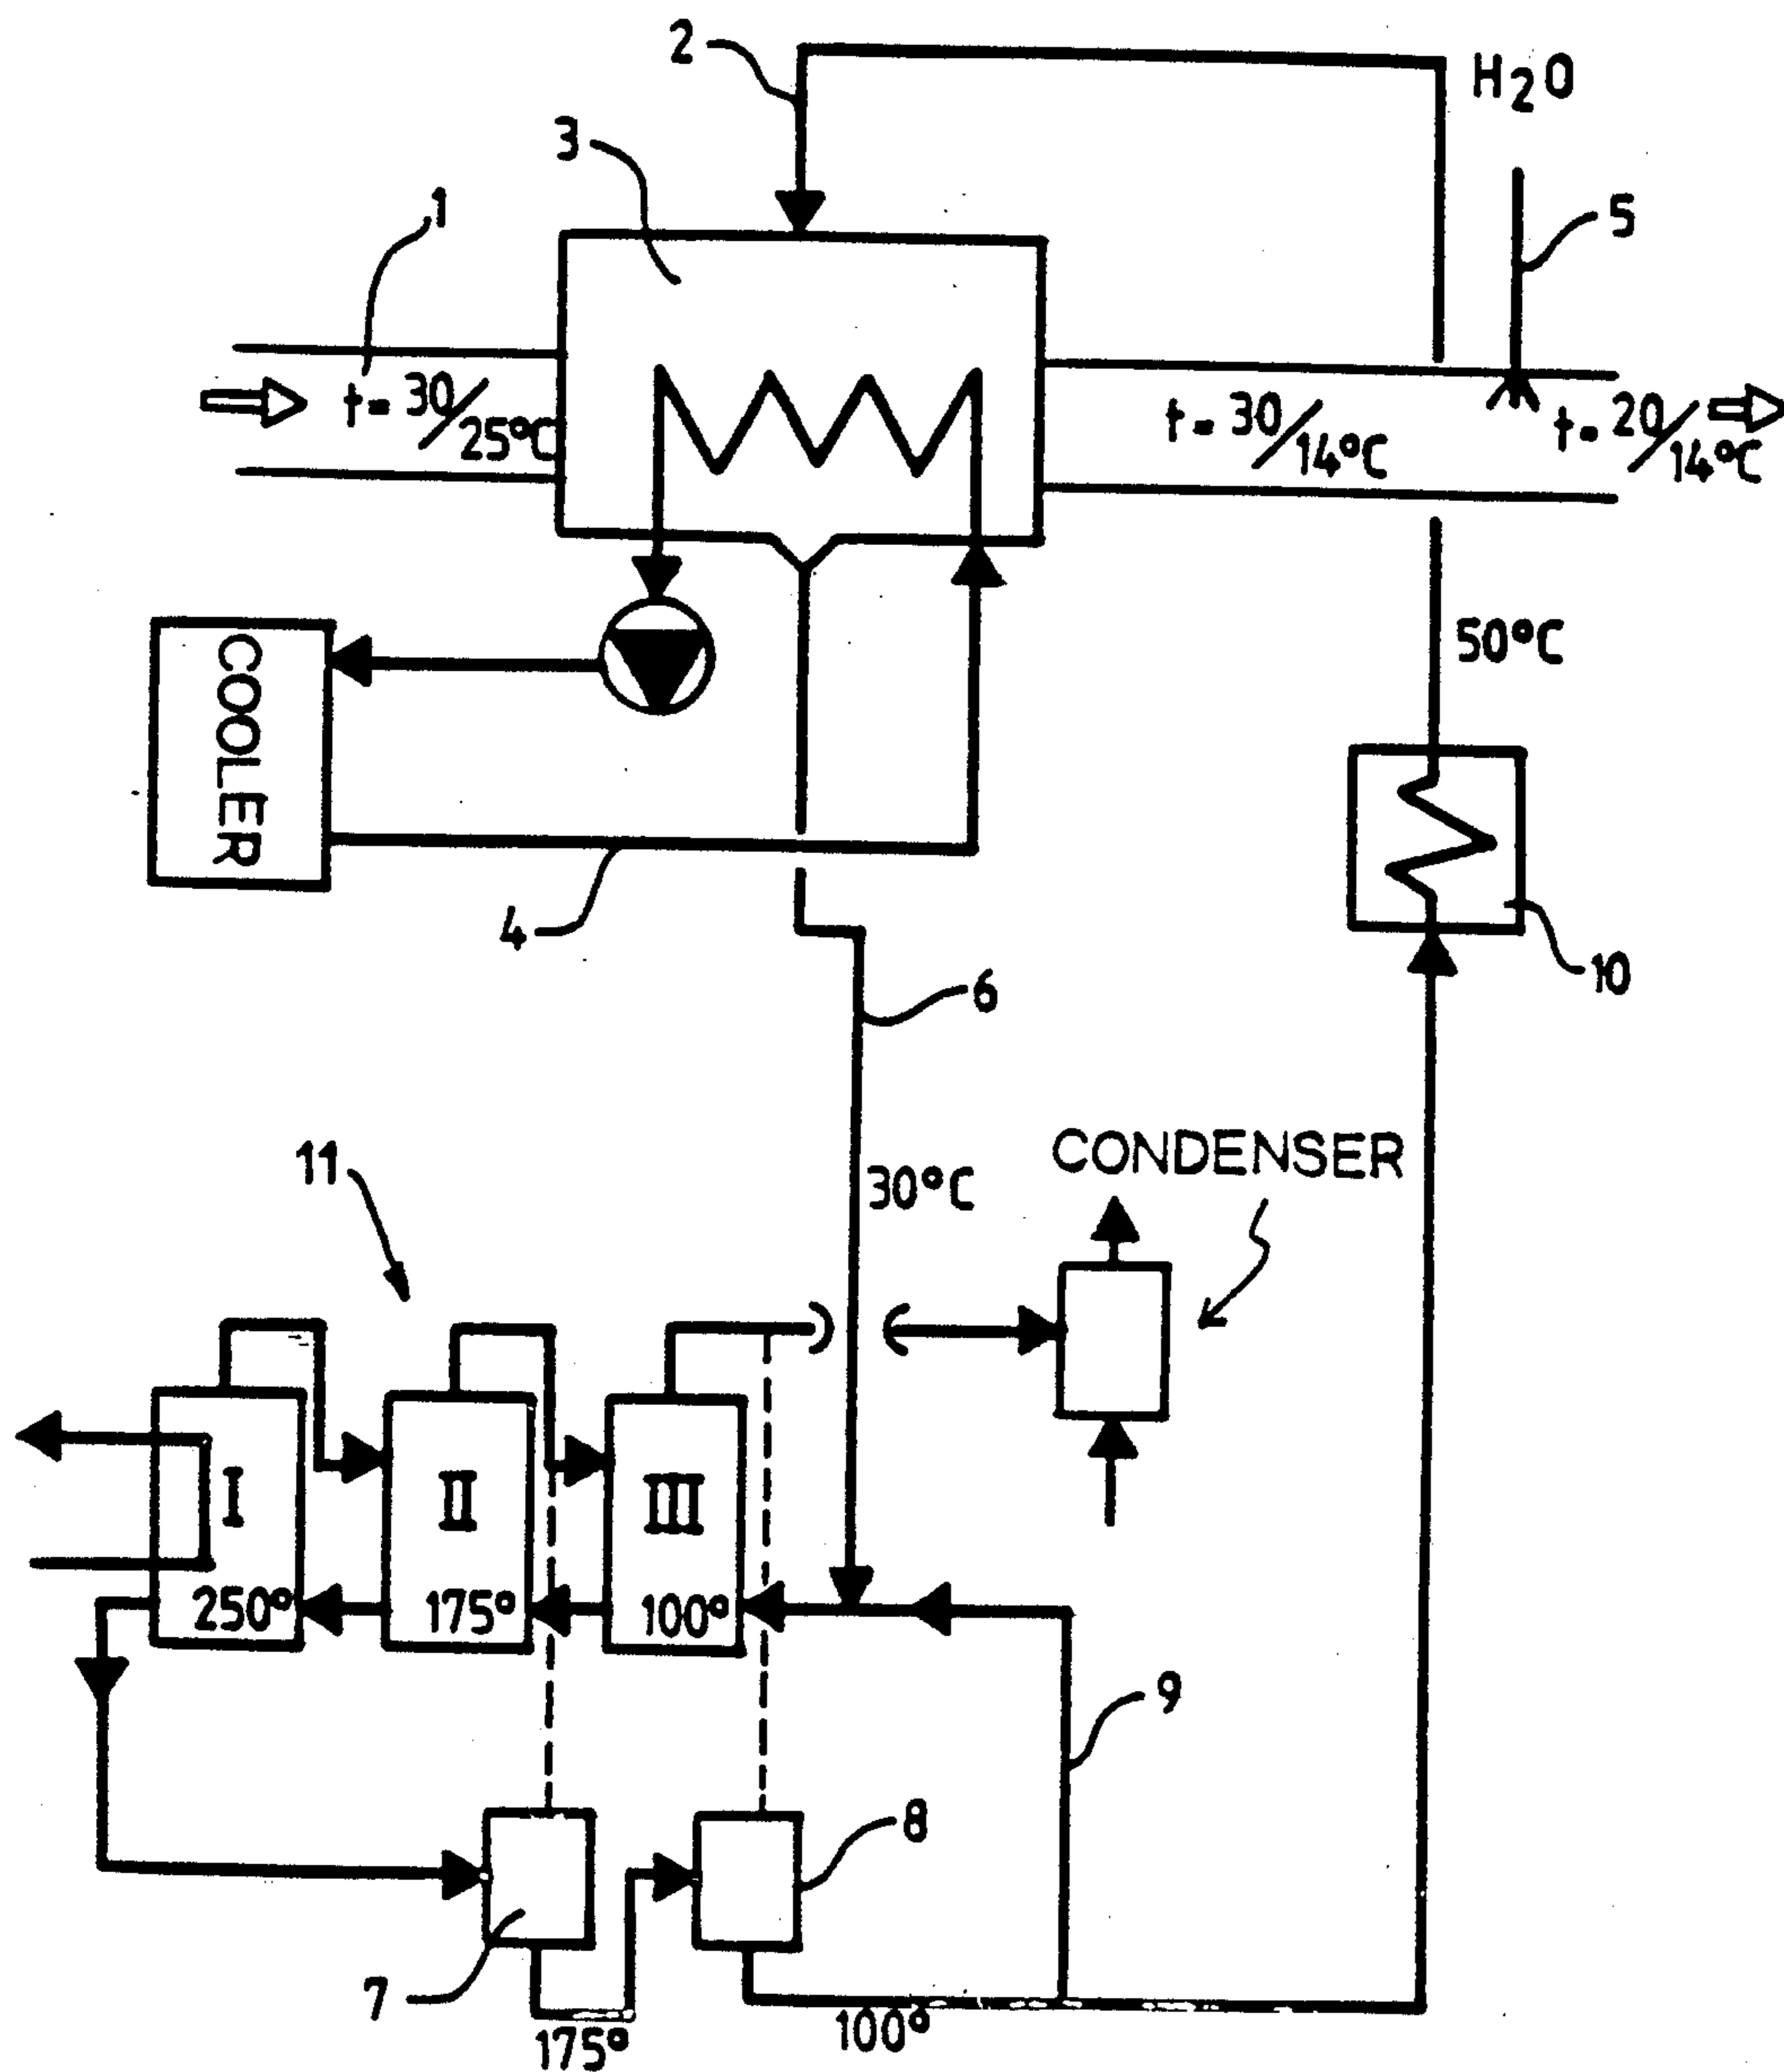 2
H2O
3
1
5
t = 30/25°C
t = 30/14°C
t = 20/14°C
50°C
COOLER
4
10
6
11
30°C
CONDENSER
I
II
III
250°
175°
100°
9
8
7
175°
100°